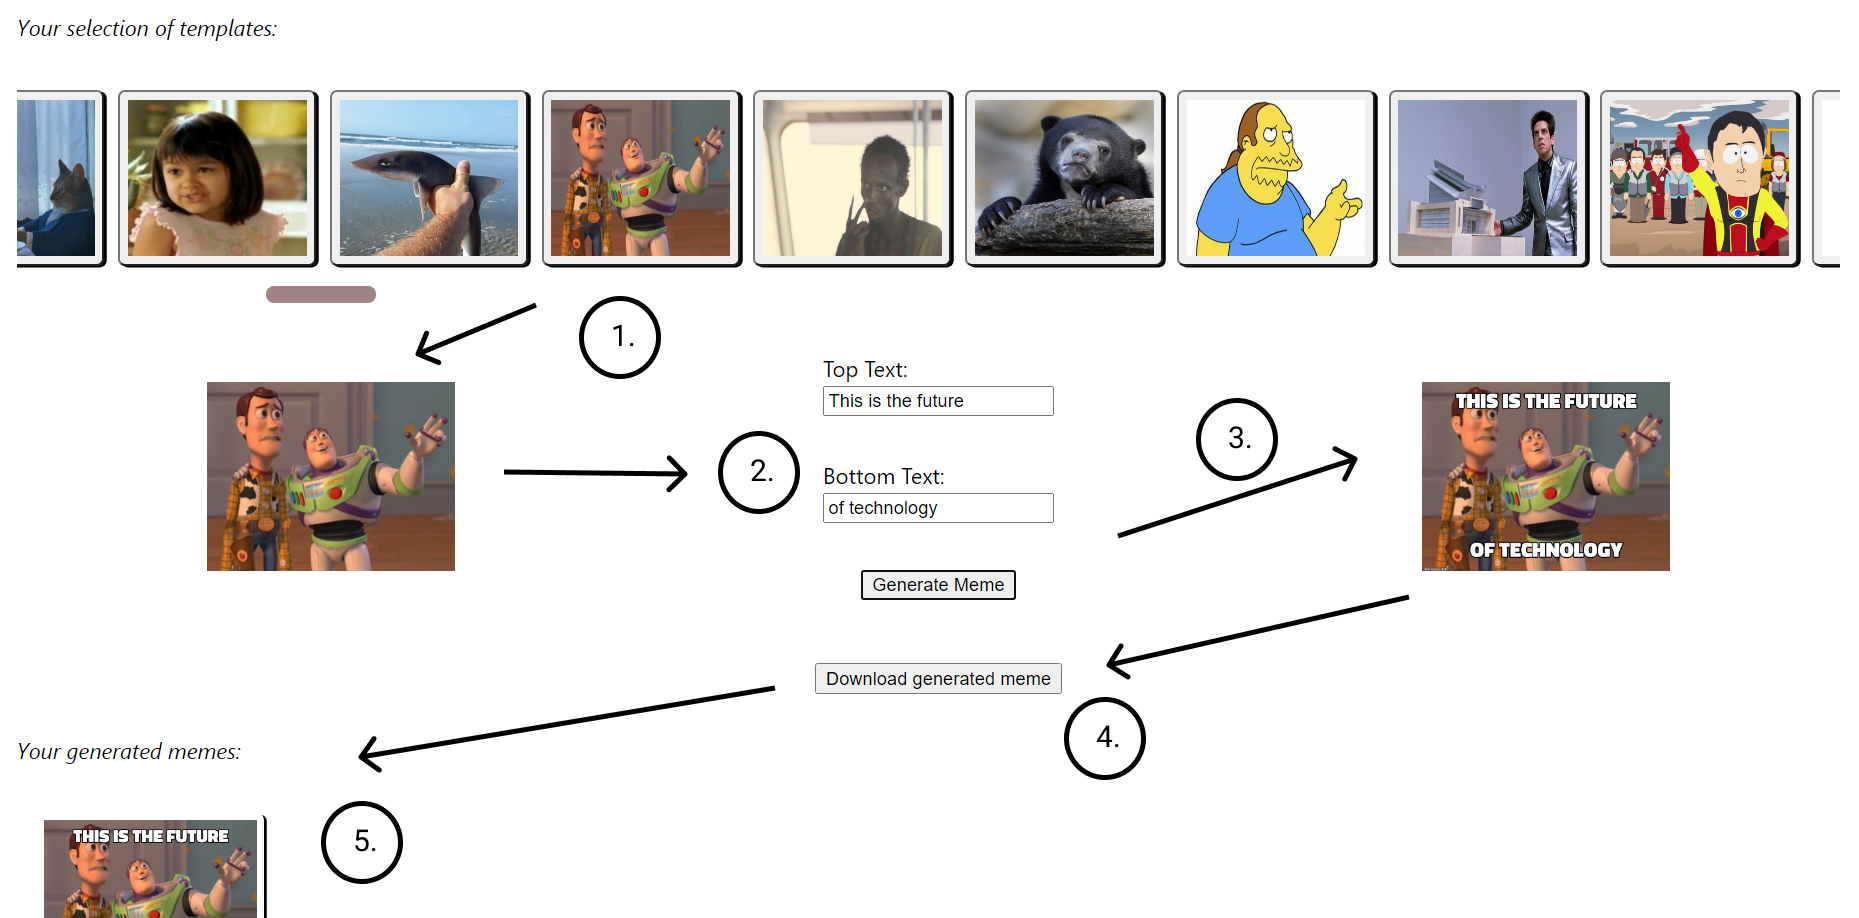 Your selection of templates:
1.
Top Text:
This is the future
2.
Bottom Text:
of technology
Generate Meme
3.
THIS IS THE FUTURE
OF TECHNOLOGY
Download generated meme
4.
Your generated memes:
5.
THIS IS THE FUTURE